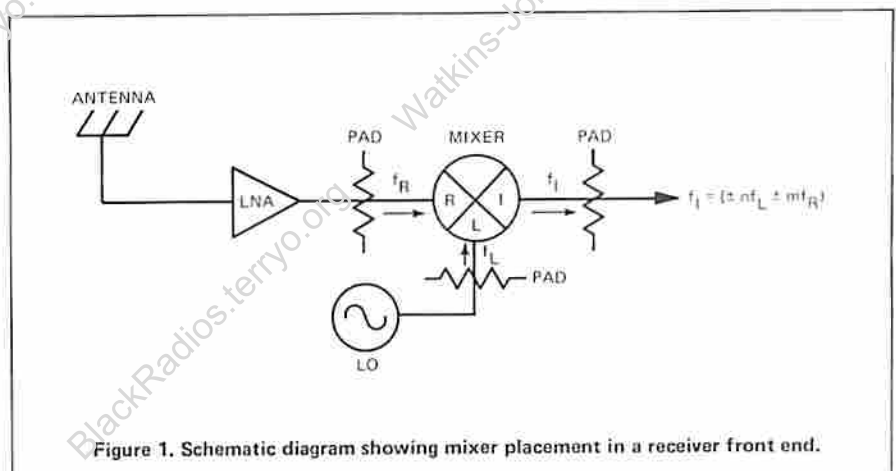 Watkins-Jo
ANTENNA
PAD
MIXER
PAD
LNA
f_R
R
I
L
f_I
f_I = (± nf_L ± mf_R)
f_L
PAD
LO
BlackRadios.terryo.org
Figure 1. Schematic diagram showing mixer placement in a receiver front end.